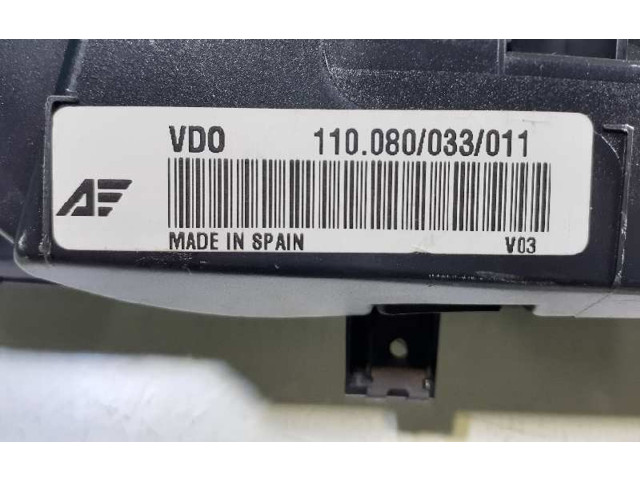 VDO 110.080/033/011
AF
MADE IN SPAIN V03